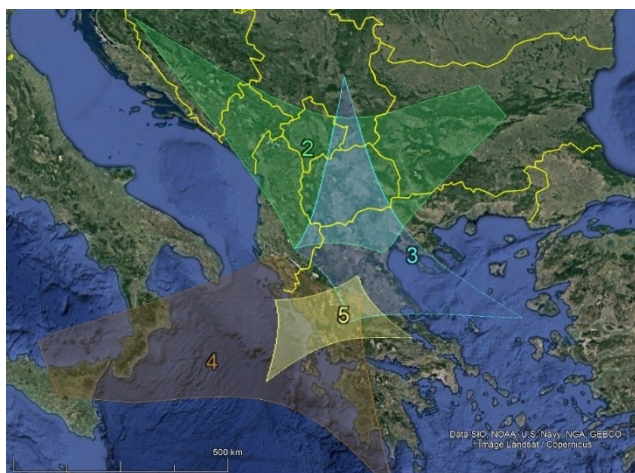 2
3
5
4
Data SIO, NOAA, U.S. Navy, NGA, GEBCO
Image Landsat / Copernicus
500 km